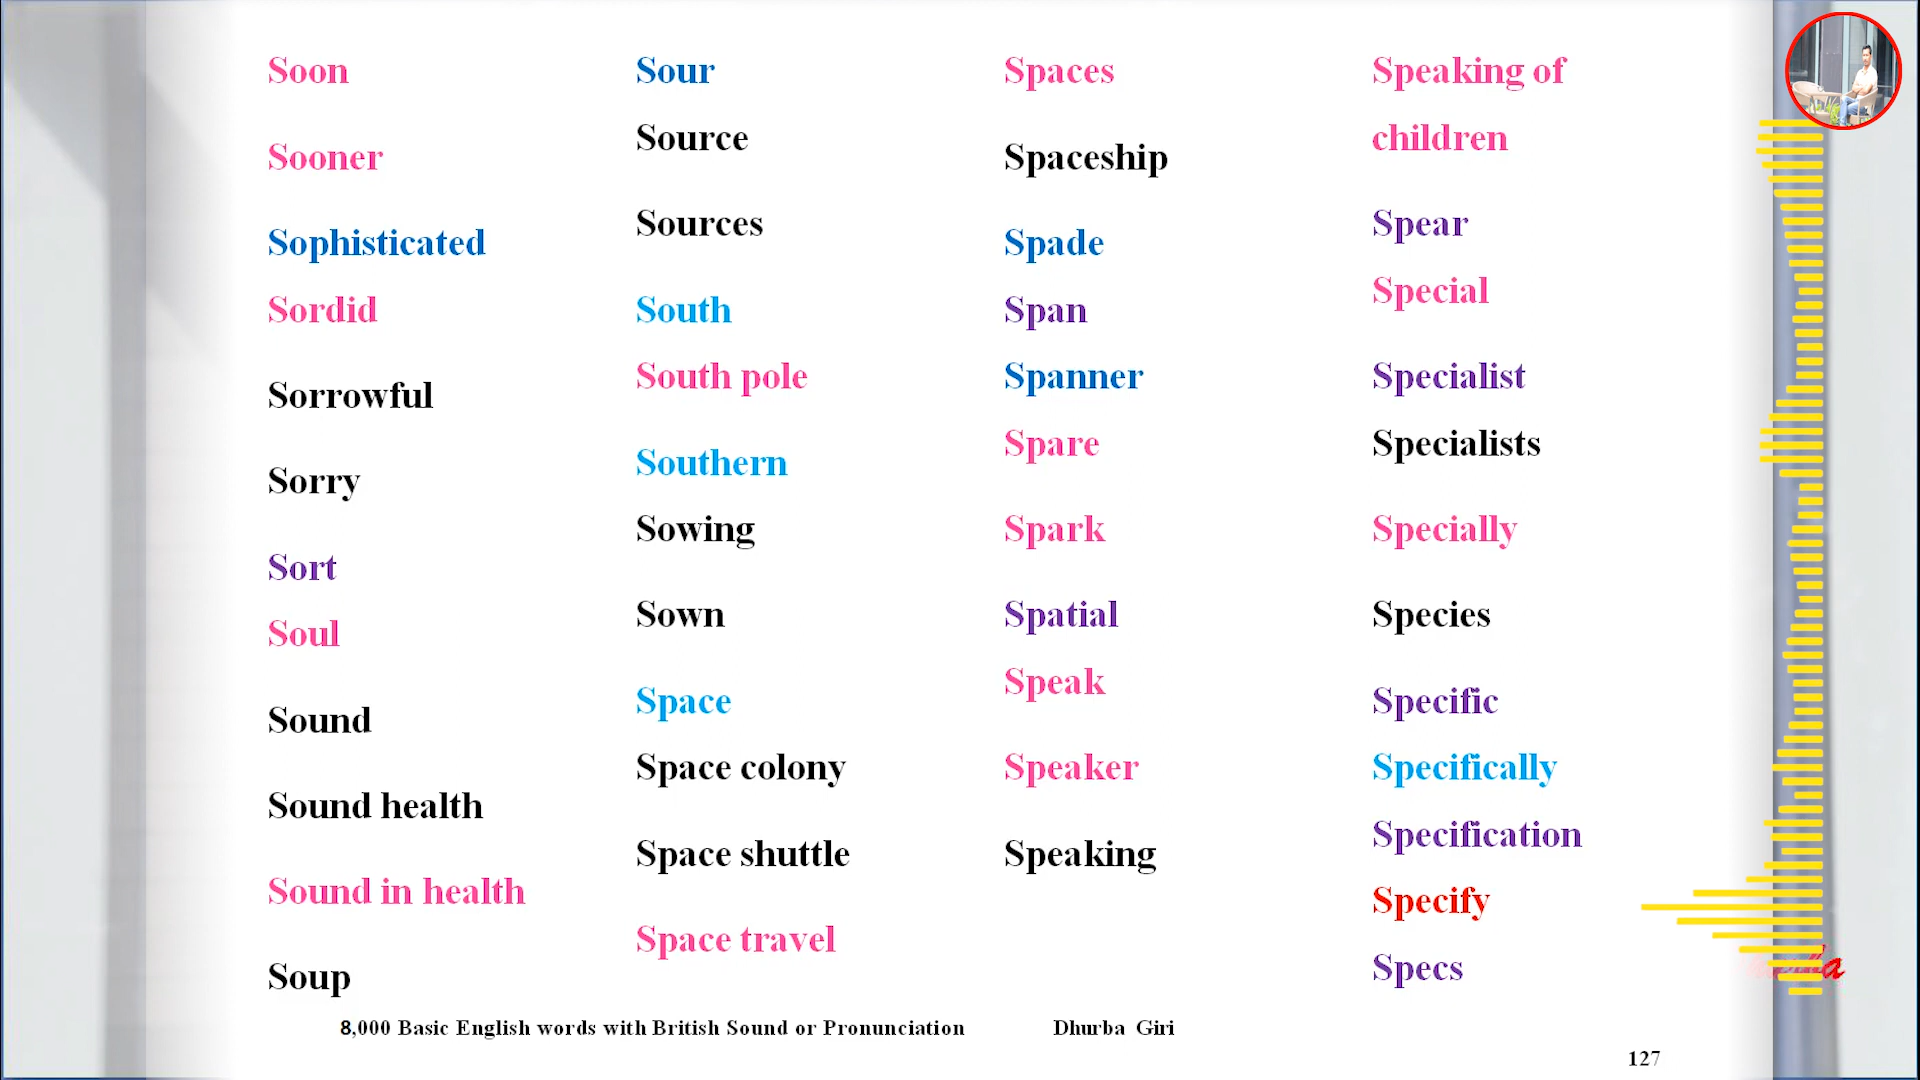 Soon
Sooner
Sophisticated
Sordid
Sorrowful
Sorry
Sort
Soul
Sound
Sound health
Sound in health
Soup
Sour
Source
Sources
South
South pole
Southern
Sowing
Sown
Space
Space colony
Space shuttle
Space travel
Spaces
Spaceship
Spade
Span
Spanner
Spare
Spark
Spatial
Speak
Speaker
Speaking
Speaking of
children
Spear
Special
Specialist
Specialists
Specially
Species
Specific
Specifically
Specification
Specify
Specs
8,000 Basic English words with British Sound or Pronunciation Dhurba Giri
127